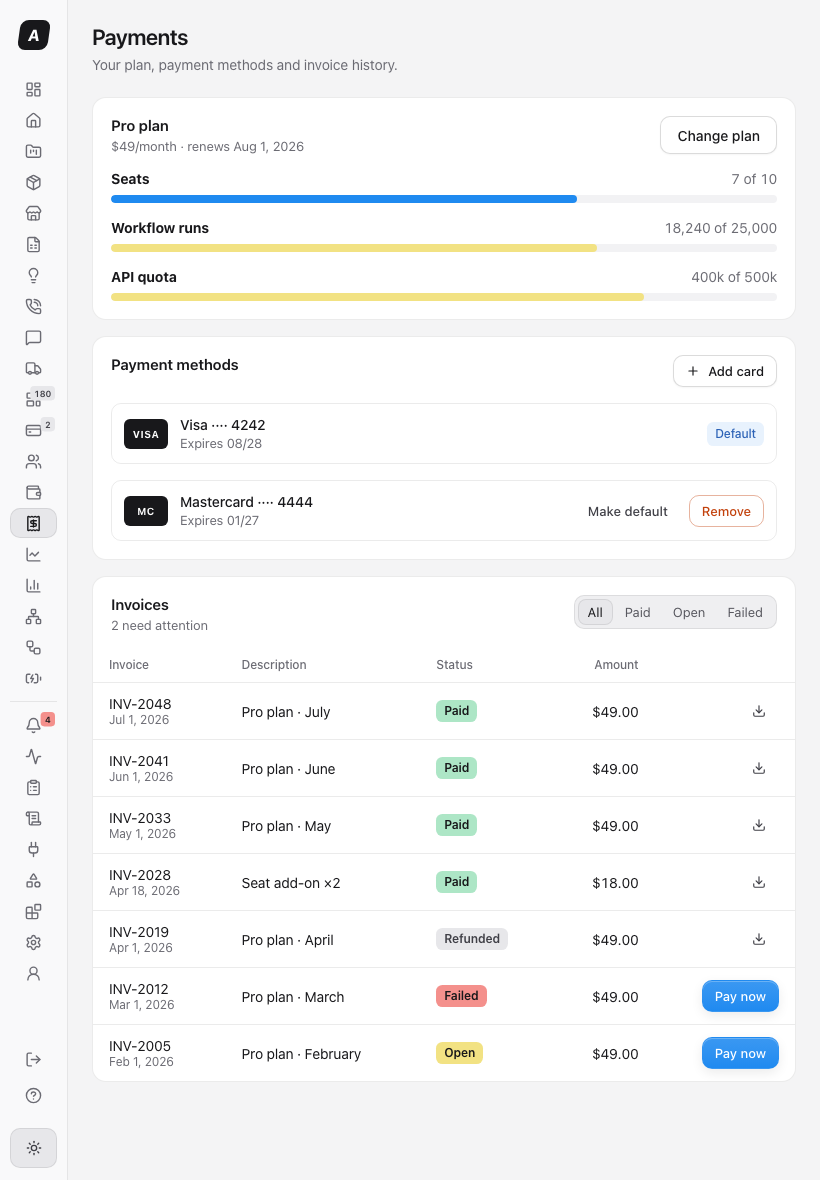 A
180
2
4
Payments
Your plan, payment methods and invoice history.
Pro plan
$49/month · renews Aug 1, 2026
Change plan
Seats 7 of 10
Workflow runs 18,240 of 25,000
API quota 400k of 500k
Payment methods
+ Add card
VISA
Visa ···· 4242
Expires 08/28
Default
MC
Mastercard ···· 4444
Expires 01/27
Make default
Remove
Invoices
2 need attention
All Paid Open Failed
Invoice Description Status Amount
INV-2048
Jul 1, 2026
Pro plan · July Paid $49.00
INV-2041
Jun 1, 2026
Pro plan · June Paid $49.00
INV-2033
May 1, 2026
Pro plan · May Paid $49.00
INV-2028
Apr 18, 2026
Seat add-on ×2 Paid $18.00
INV-2019
Apr 1, 2026
Pro plan · April Refunded $49.00
INV-2012
Mar 1, 2026
Pro plan · March Failed $49.00 Pay now
INV-2005
Feb 1, 2026
Pro plan · February Open $49.00 Pay now